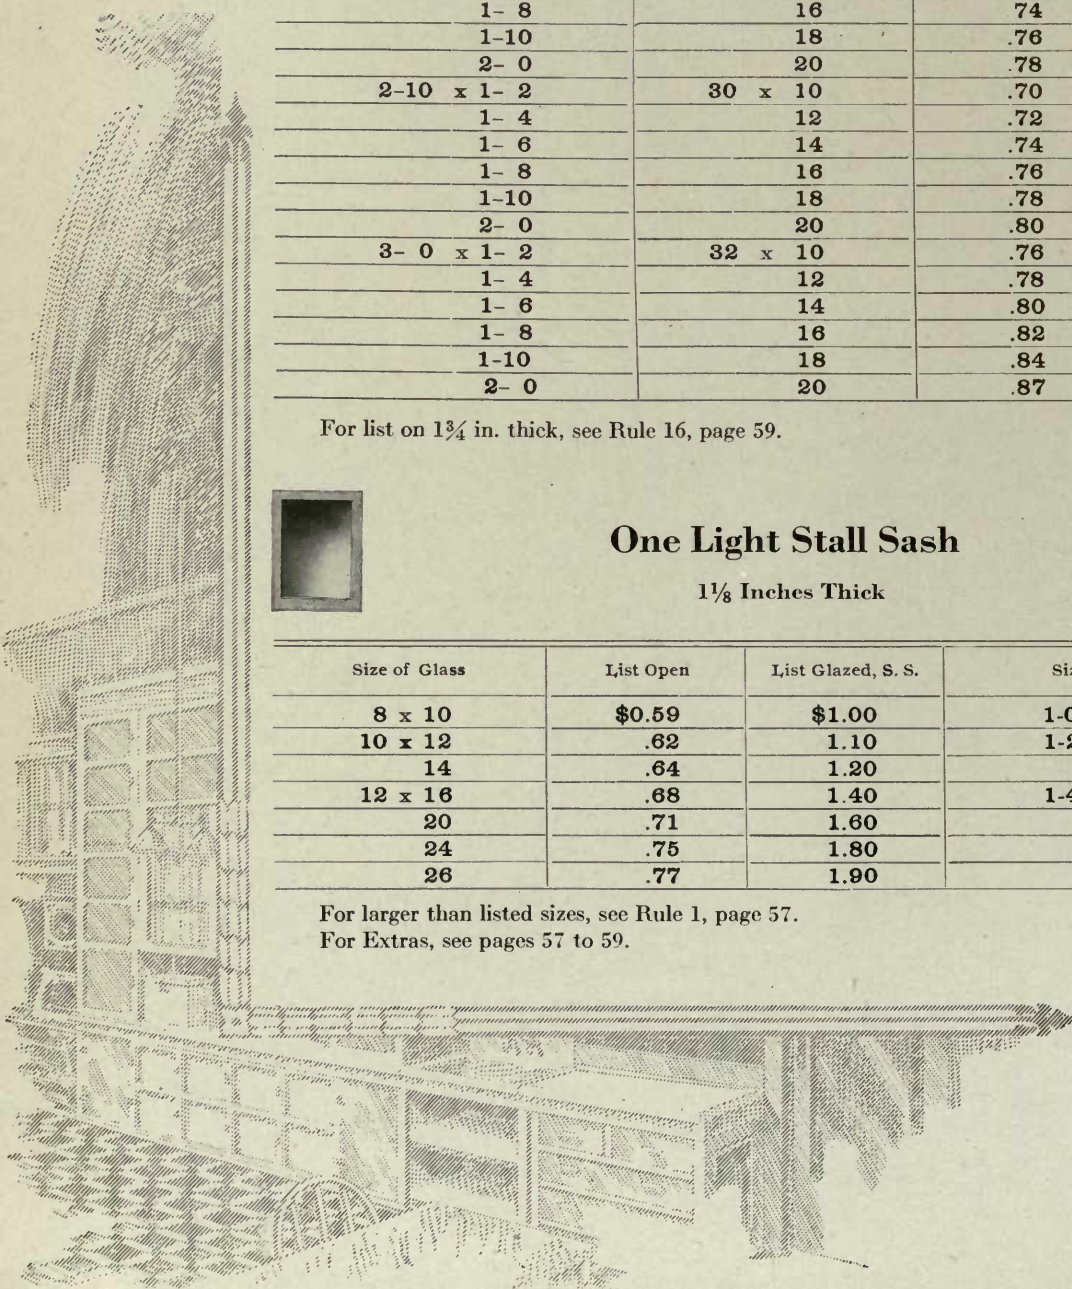 1- 8 16 74
1-10 18 .76
2- 0 20 .78
2-10 x 1- 2 30 x 10 .70
1- 4 12 .72
1- 6 14 .74
1- 8 16 .76
1-10 18 .78
2- 0 20 .80
3- 0 x 1- 2 32 x 10 .76
1- 4 12 .78
1- 6 14 .80
1- 8 16 .82
1-10 18 .84
2- 0 20 .87
For list on 1¾ in. thick, see Rule 16, page 59.
One Light Stall Sash
1⅛ Inches Thick
Size of Glass List Open List Glazed, S. S. Siz
8 x 10 $0.59 $1.00 1-0
10 x 12 .62 1.10 1-2
14 .64 1.20
12 x 16 .68 1.40 1-4
20 .71 1.60
24 .75 1.80
26 .77 1.90
For larger than listed sizes, see Rule 1, page 57.
For Extras, see pages 57 to 59.